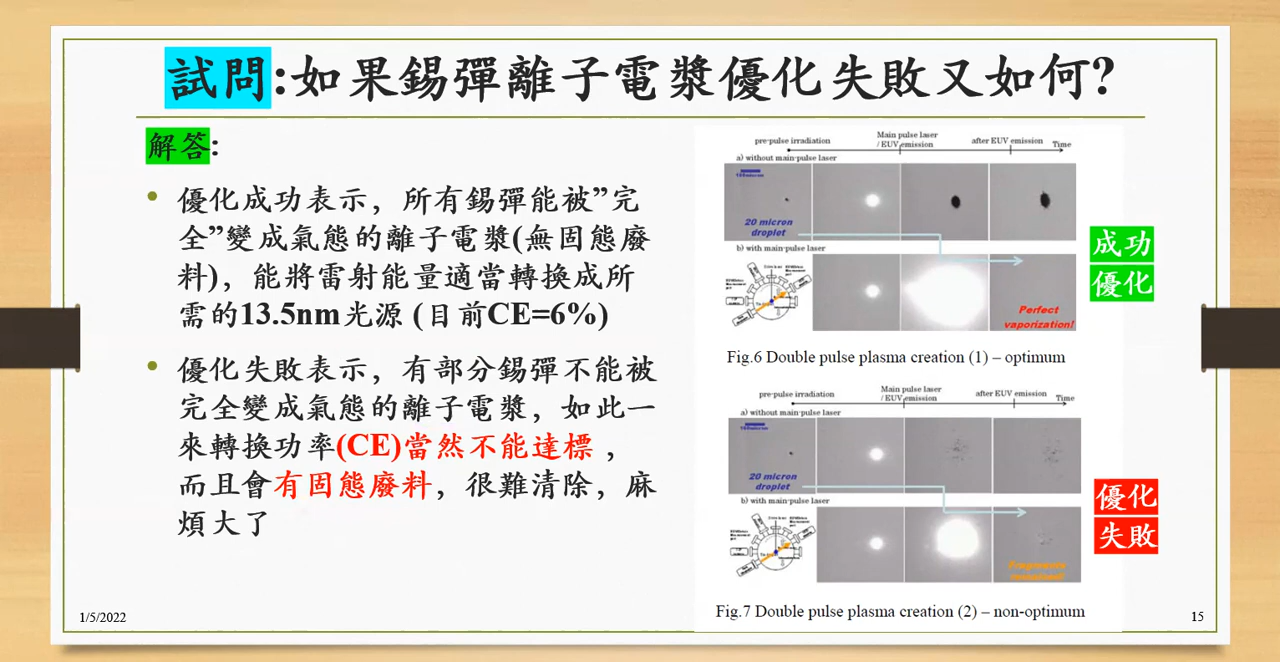 試問:如果錫彈離子電漿優化失敗又如何?
解答:
• 優化成功表示，所有錫彈能被”完
全”變成氣態的離子電漿(無固態廢
料)，能將雷射能量適當轉換成所
需的13.5nm光源 (目前CE=6%)
• 優化失敗表示，有部分錫彈不能被
完全變成氣態的離子電漿，如此一
來轉換功率(CE)當然不能達標，
而且會有固態廢料，很難清除，麻
煩大了
pre-pulse irradiation
Main pulse laser
/ EUV emission
after EUV emission
Time
a) without main-pulse laser
20 micron
droplet
b) with main-pulse laser
Perfect
vaporization!
成功
優化
Fig.6 Double pulse plasma creation (1) – optimum
pre-pulse irradiation
Main pulse laser
/ EUV emission
after EUV emission
Time
a) without main-pulse laser
20 micron
droplet
b) with main-pulse laser
優化
失敗
Fig.7 Double pulse plasma creation (2) – non-optimum
1/5/2022
15